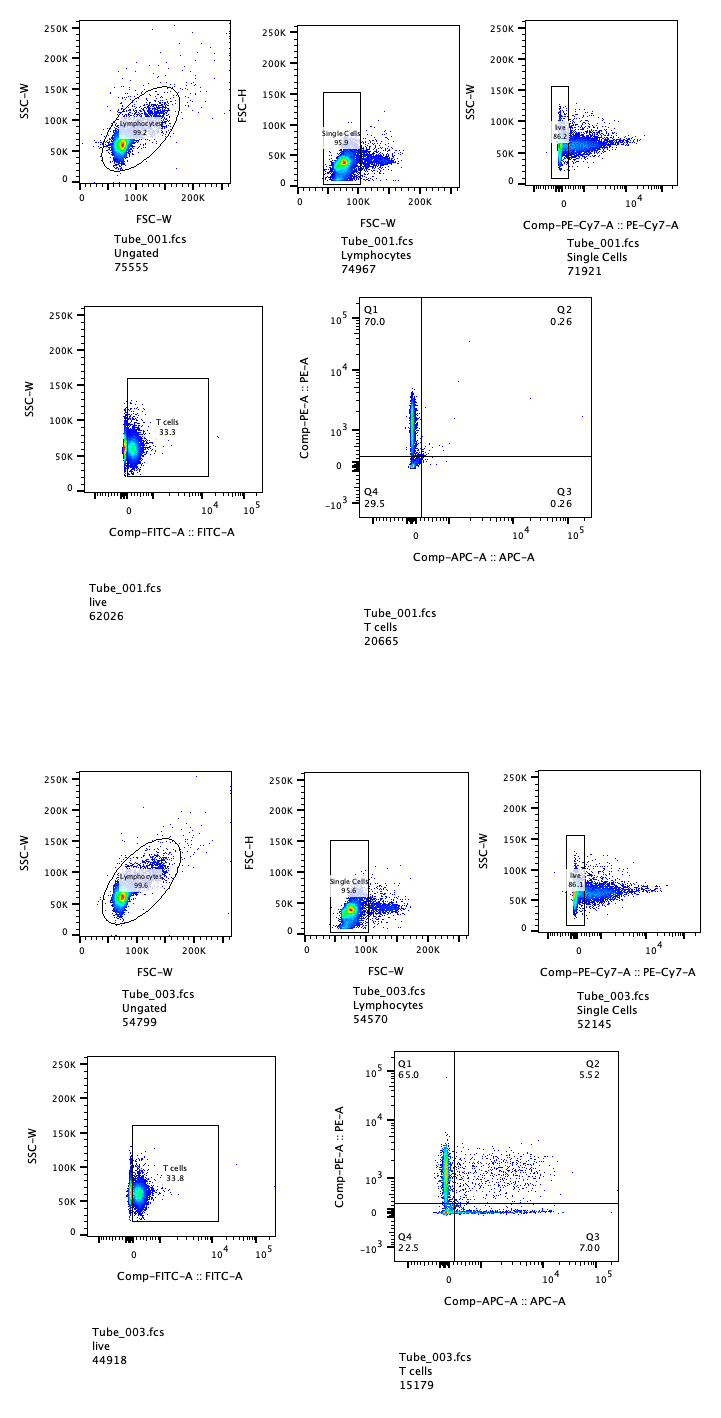 250K
200K
150K
100K
50K
0
SSC-W
Lymphocytes
99.2
0
100K
200K
FSC-W
Tube_001.fcs
Ungated
75555
250K
200K
150K
100K
50K
0
FSC-H
Single Cells
95.9
0
100K
200K
FSC-W
Tube_001.fcs
Lymphocytes
74967
250K
200K
150K
100K
50K
0
SSC-W
live
86.2
0
10^4
Comp-PE-Cy7-A :: PE-Cy7-A
Tube_001.fcs
Single Cells
71921
250K
200K
150K
100K
50K
0
SSC-W
T cells
33.3
0
10^4
10^5
Comp-FITC-A :: FITC-A
Tube_001.fcs
live
62026
Q1
70.0
Q2
0.26
10^5
10^4
10^3
0
-10^3
Comp-PE-A :: PE-A
Q4
29.5
Q3
0.26
0
10^4
10^5
Comp-APC-A :: APC-A
Tube_001.fcs
T cells
20665
250K
200K
150K
100K
50K
0
SSC-W
Lymphocytes
99.6
0
100K
200K
FSC-W
Tube_003.fcs
Ungated
54799
250K
200K
150K
100K
50K
0
FSC-H
Single Cells
95.6
0
100K
200K
FSC-W
Tube_003.fcs
Lymphocytes
54570
250K
200K
150K
100K
50K
0
SSC-W
live
86.1
0
10^4
Comp-PE-Cy7-A :: PE-Cy7-A
Tube_003.fcs
Single Cells
52145
250K
200K
150K
100K
50K
0
SSC-W
T cells
33.8
0
10^4
10^5
Comp-FITC-A :: FITC-A
Tube_003.fcs
live
44918
Q1
65.0
Q2
5.52
10^5
10^4
10^3
0
-10^3
Comp-PE-A :: PE-A
Q4
22.5
Q3
7.00
0
10^4
10^5
Comp-APC-A :: APC-A
Tube_003.fcs
T cells
15179